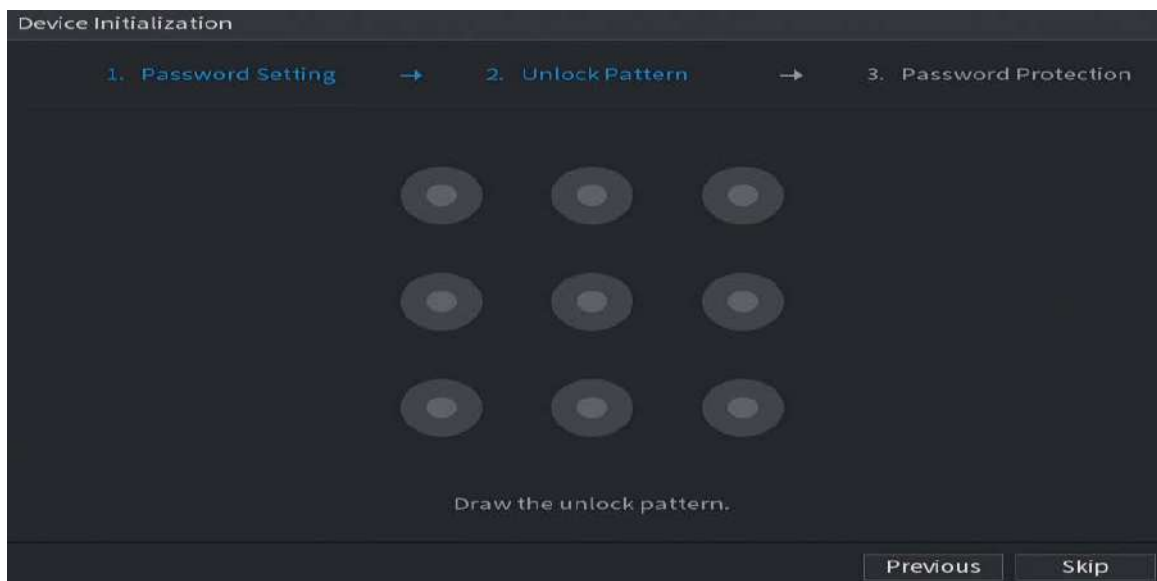 Device Initialization
1. Password Setting → 2. Unlock Pattern → 3. Password Protection
Draw the unlock pattern.
Previous Skip